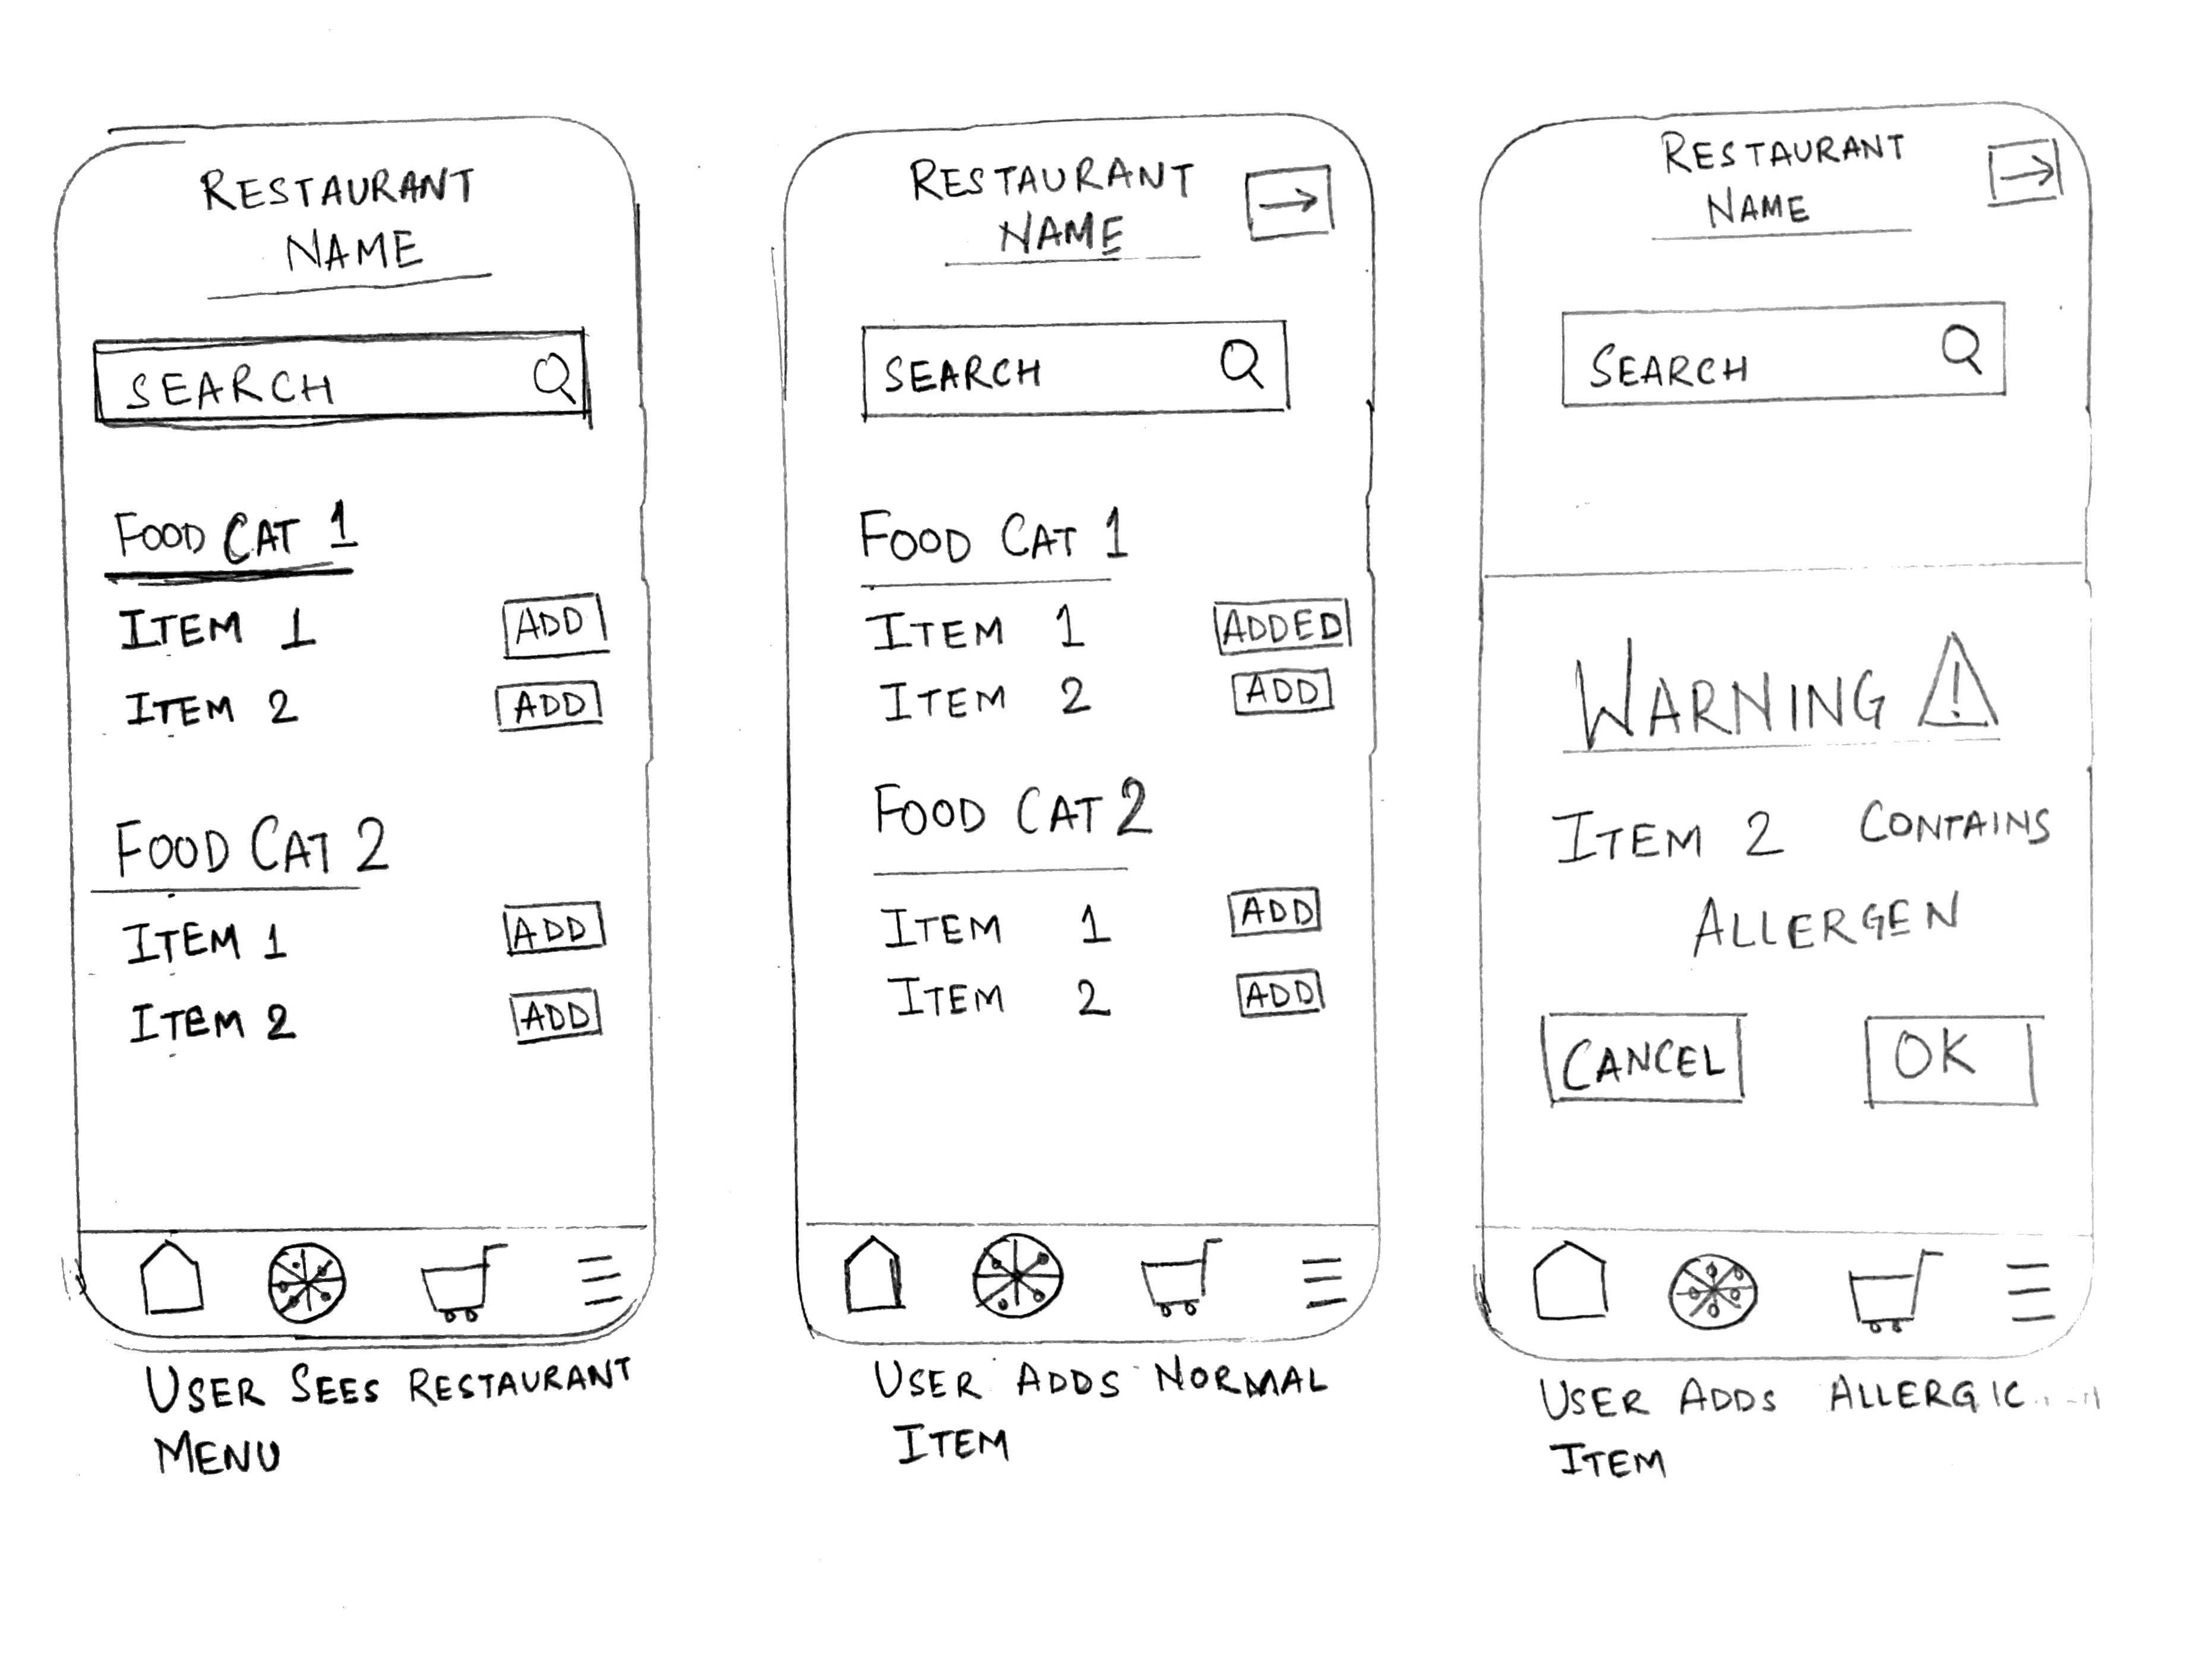 RESTAURANT
NAME
SEARCH
FOOD CAT 1
ITEM 1 ADD
ITEM 2 ADD
FOOD CAT 2
ITEM 1 ADD
ITEM 2 ADD
USER SEES RESTAURANT
MENU
RESTAURANT
NAME
SEARCH
FOOD CAT 1
ITEM 1 ADDED
ITEM 2 ADD
FOOD CAT 2
ITEM 1 ADD
ITEM 2 ADD
USER ADDS NORMAL
ITEM
RESTAURANT
NAME
SEARCH
WARNING
ITEM 2 CONTAINS
ALLERGEN
CANCEL OK
USER ADDS ALLERGIC
ITEM